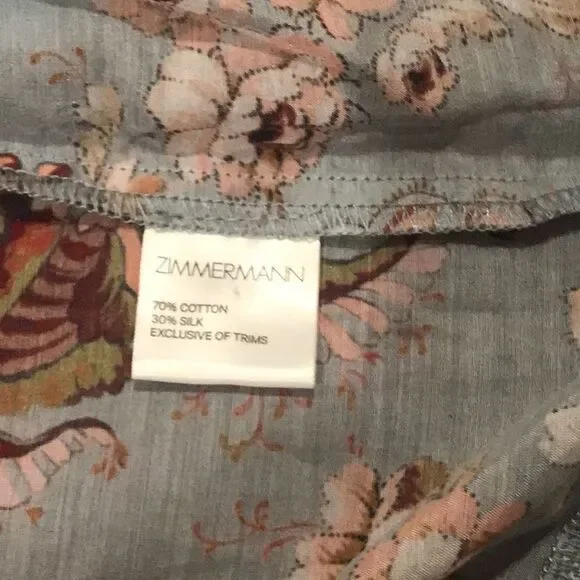 ZIMMERMANN
70% COTTON
30% SILK
EXCLUSIVE OF TRIMS